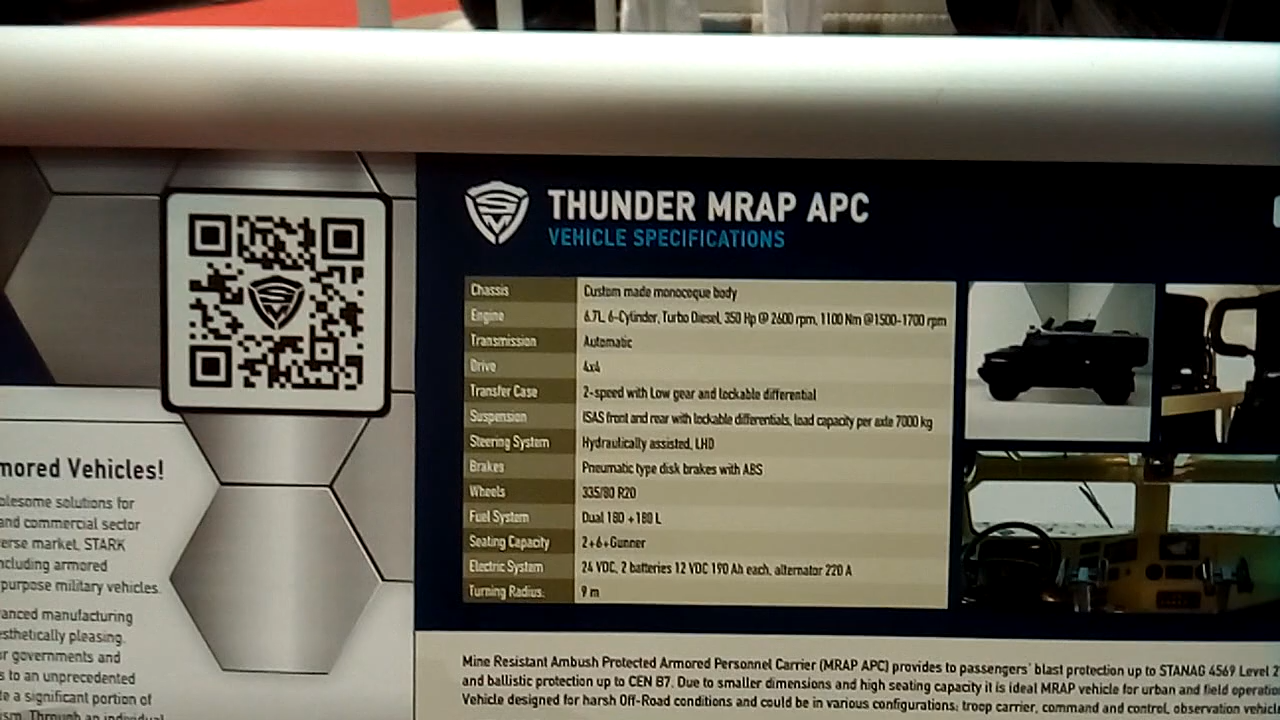 THUNDER MRAP APC
VEHICLE SPECIFICATIONS
Chassis Custom made monocoque body
Engine 6.7L, 6-Cylinder, Turbo Diesel, 350 Hp @ 2600 rpm, 1100 Nm @1500-1700 rpm
Transmission Automatic
Drive 4x4
Transfer Case 2-speed with Low gear and lockable differential
Suspension ISAS front and rear with lockable differentials, load capacity per axle 7000 kg
Steering System Hydraulically assisted, LHD
Brakes Pneumatic type disk brakes with ABS
Wheels 335/80 R20
Fuel System Dual 180 +180 L
Seating Capacity 2+6+Gunner
Electric System 24 VDC, 2 batteries 12 VDC 190 Ah each, alternator 220 A
Turning Radius: 9 m
Mine Resistant Ambush Protected Armored Personnel Carrier (MRAP APC) provides to passengers' blast protection up to STANAG 4569 Level 2
and ballistic protection up to CEN B7. Due to smaller dimensions and high seating capacity it is ideal MRAP vehicle for urban and field operatio
Vehicle designed for harsh Off-Road conditions and could be in various configurations: troop carrier, command and control, observation vehicl
mored Vehicles!
olesome solutions for
and commercial sector
erse market. STARK
ncluding armored
purpose military vehicles.
anced manufacturing
esthetically pleasing.
ur governments and
s to an unprecedented
te a significant portion of
ism. Through an individual